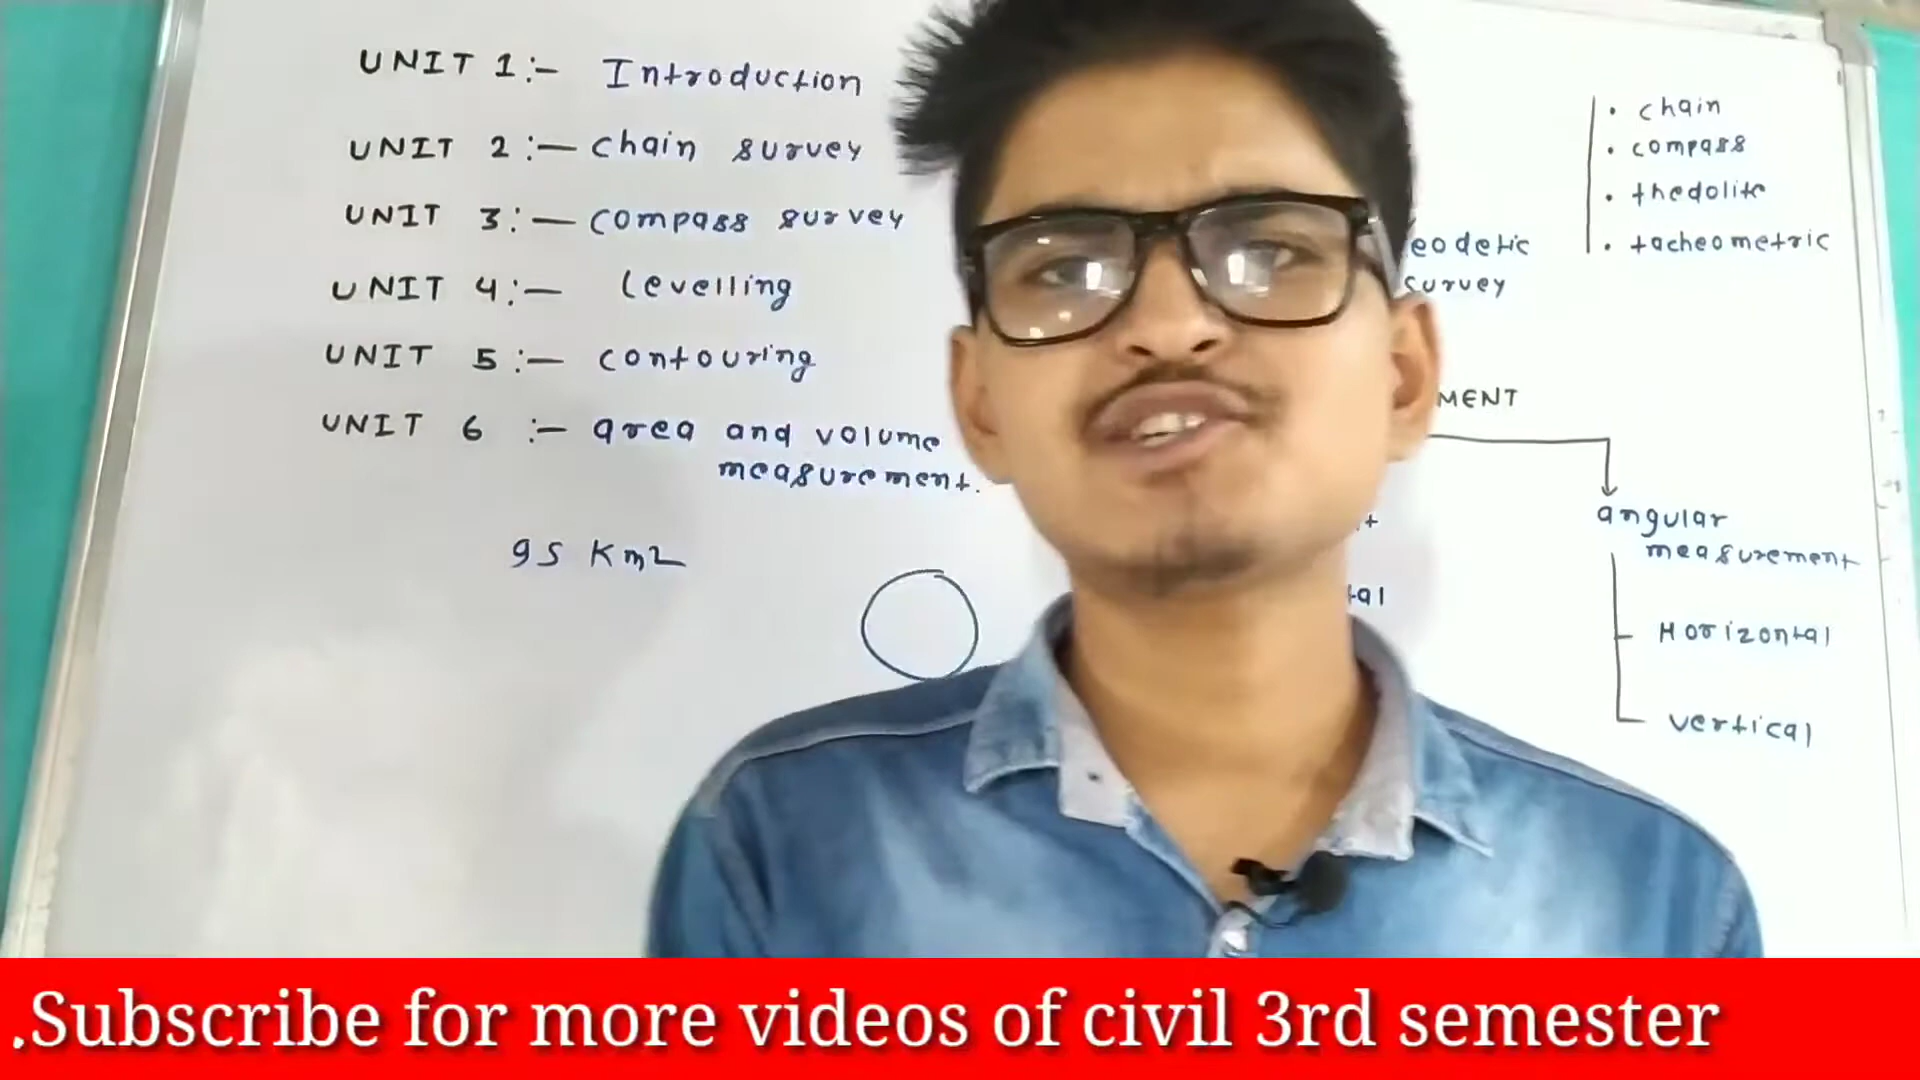 UNIT 1:- Introduction
UNIT 2:- chain survey
UNIT 3:- compass survey
UNIT 4:- Levelling
UNIT 5:- contouring
UNIT 6 :- area and volume
measurement.
95 Km2
• chain
• compass
• thedolite
• tacheometric
eodetic
survey
MENT
angular
measurement
Horizontal
vertical
.Subscribe for more videos of civil 3rd semester